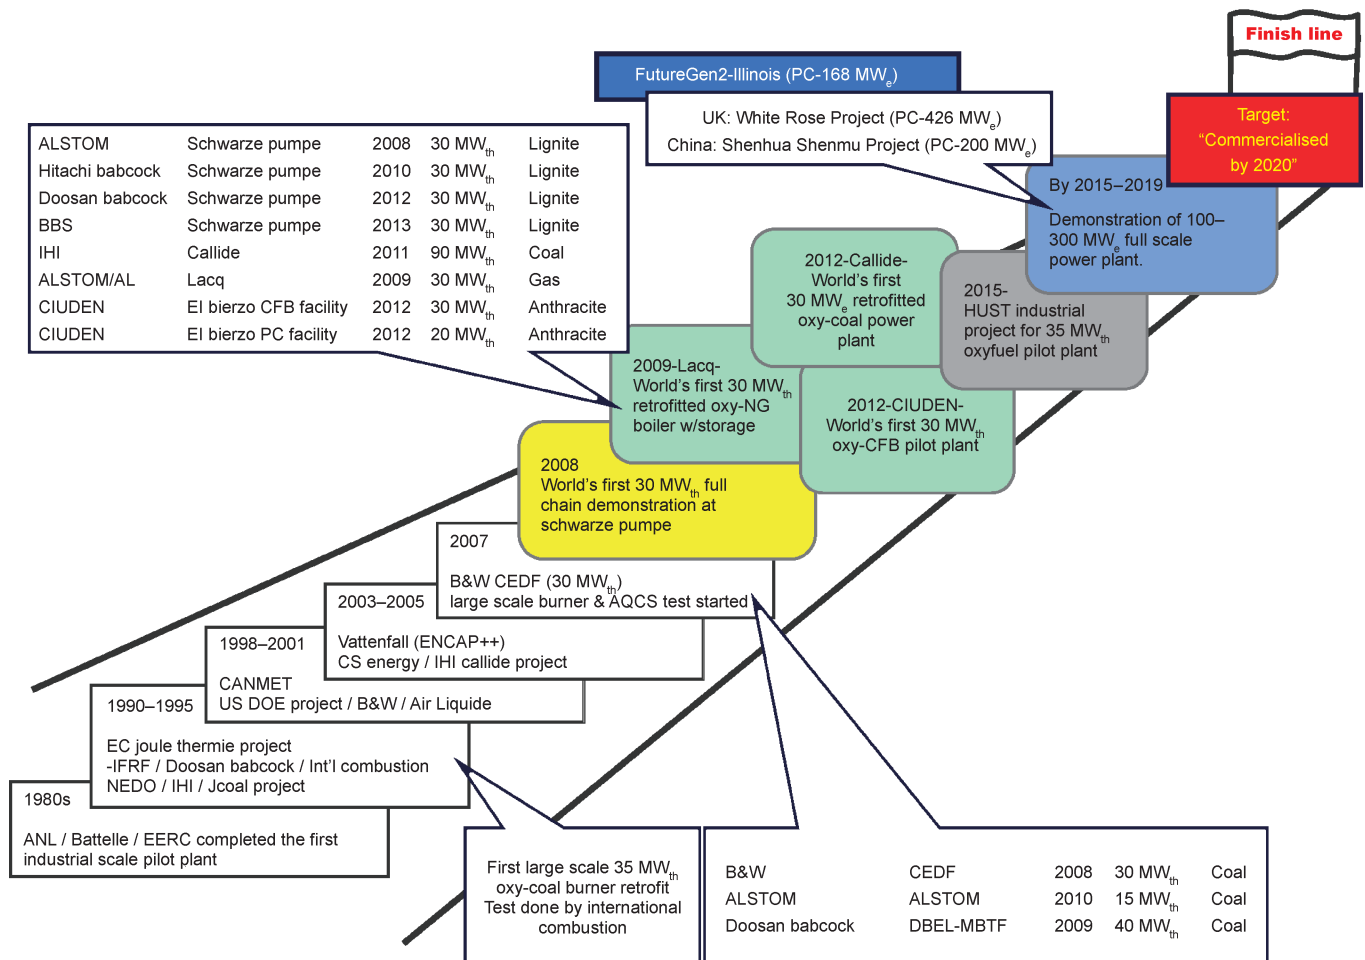 Finish line
Target:
“Commercialised
by 2020”
FutureGen2-Illinois (PC-168 MWe)
UK: White Rose Project (PC-426 MWe)
China: Shenhua Shenmu Project (PC-200 MWe)
By 2015–2019
Demonstration of 100–
300 MWe full scale
power plant.
ALSTOM Schwarze pumpe 2008 30 MWth Lignite
Hitachi babcock Schwarze pumpe 2010 30 MWth Lignite
Doosan babcock Schwarze pumpe 2012 30 MWth Lignite
BBS Schwarze pumpe 2013 30 MWth Lignite
IHI Callide 2011 90 MWth Coal
ALSTOM/AL Lacq 2009 30 MWth Gas
CIUDEN El bierzo CFB facility 2012 30 MWth Anthracite
CIUDEN El bierzo PC facility 2012 20 MWth Anthracite
2012-Callide-
World’s first
30 MWe retrofitted
oxy-coal power
plant
2015-
HUST industrial
project for 35 MWth
oxyfuel pilot plant
2009-Lacq-
World’s first 30 MWth
retrofitted oxy-NG
boiler w/storage
2012-CIUDEN-
World’s first 30 MWth
oxy-CFB pilot plant
2008
World’s first 30 MWth full
chain demonstration at
schwarze pumpe
2007
B&W CEDF (30 MWth)
large scale burner & AQCS test started
2003–2005
Vattenfall (ENCAP++)
CS energy / IHI callide project
1998–2001
CANMET
US DOE project / B&W / Air Liquide
1990–1995
EC joule thermie project
-IFRF / Doosan babcock / Int’l combustion
NEDO / IHI / Jcoal project
1980s
ANL / Battelle / EERC completed the first
industrial scale pilot plant
First large scale 35 MWth
oxy-coal burner retrofit
Test done by international
combustion
B&W CEDF 2008 30 MWth Coal
ALSTOM ALSTOM 2010 15 MWth Coal
Doosan babcock DBEL-MBTF 2009 40 MWth Coal